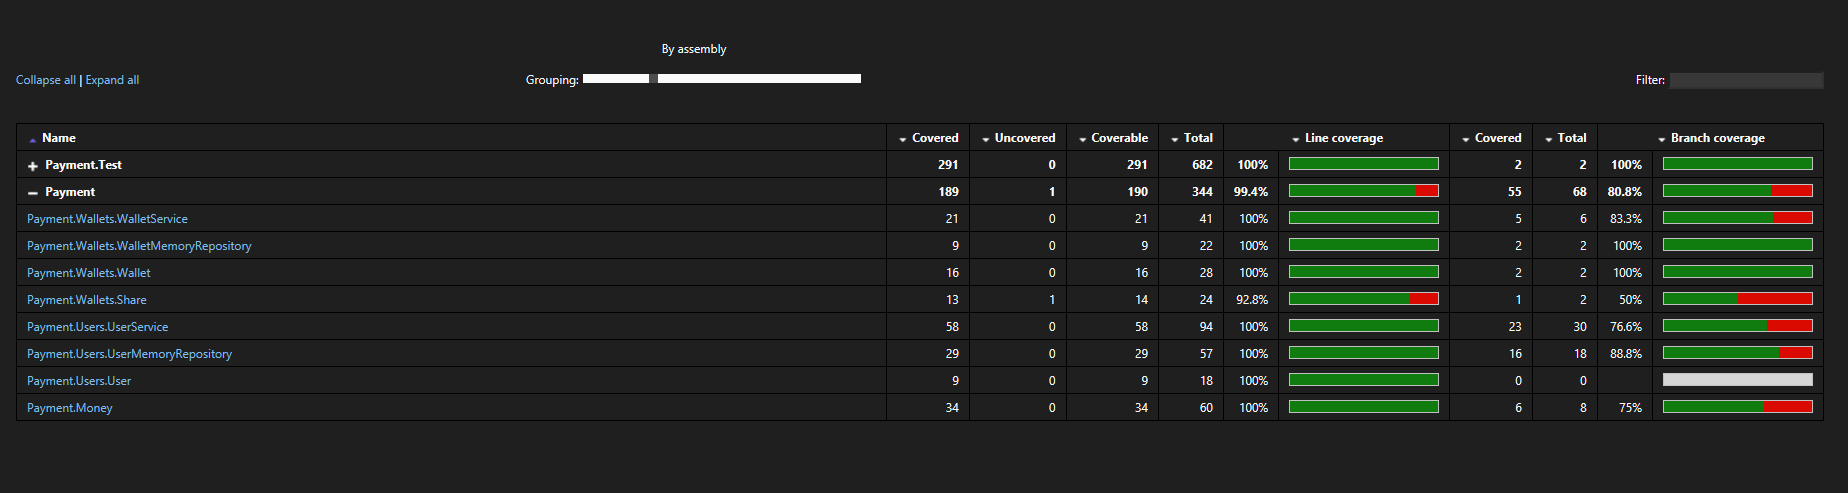 By assembly
Collapse all | Expand all Grouping: Filter:
Name Covered Uncovered Coverable Total Line coverage Covered Total Branch coverage
Payment.Test 291 0 291 682 100% 2 2 100%
Payment 189 1 190 344 99.4% 55 68 80.8%
Payment.Wallets.WalletService 21 0 21 41 100% 5 6 83.3%
Payment.Wallets.WalletMemoryRepository 9 0 9 22 100% 2 2 100%
Payment.Wallets.Wallet 16 0 16 28 100% 2 2 100%
Payment.Wallets.Share 13 1 14 24 92.8% 1 2 50%
Payment.Users.UserService 58 0 58 94 100% 23 30 76.6%
Payment.Users.UserMemoryRepository 29 0 29 57 100% 16 18 88.8%
Payment.Users.User 9 0 9 18 100% 0 0
Payment.Money 34 0 34 60 100% 6 8 75%